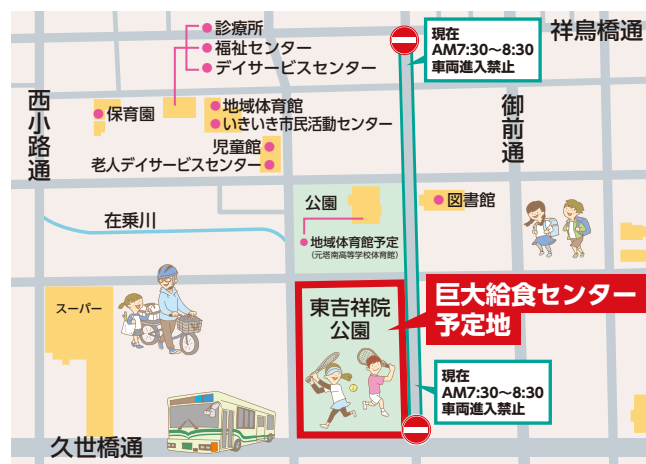 診療所
福祉センター
デイサービスセンター
現在
AM7:30〜8:30
車両進入禁止
祥鳥橋通
西小路通
保育園
地域体育館
いきいき市民活動センター
御前通
児童館
老人デイサービスセンター
公園
図書館
在乗川
地域体育館予定
(元塔南高等学校体育館)
スーパー
東吉祥院
公園
巨大給食センター
予定地
現在
AM7:30〜8:30
車両進入禁止
久世橋通